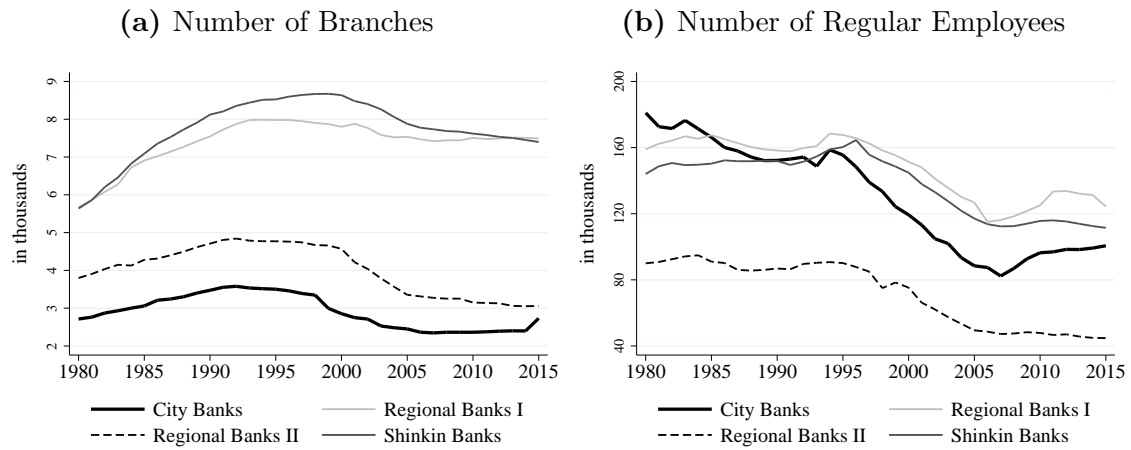 (a) Number of Branches
in thousands
9
8
7
6
5
4
3
2
1980 1985 1990 1995 2000 2005 2010 2015
City Banks Regional Banks I
Regional Banks II Shinkin Banks
(b) Number of Regular Employees
in thousands
200
160
120
80
40
1980 1985 1990 1995 2000 2005 2010 2015
City Banks Regional Banks I
Regional Banks II Shinkin Banks